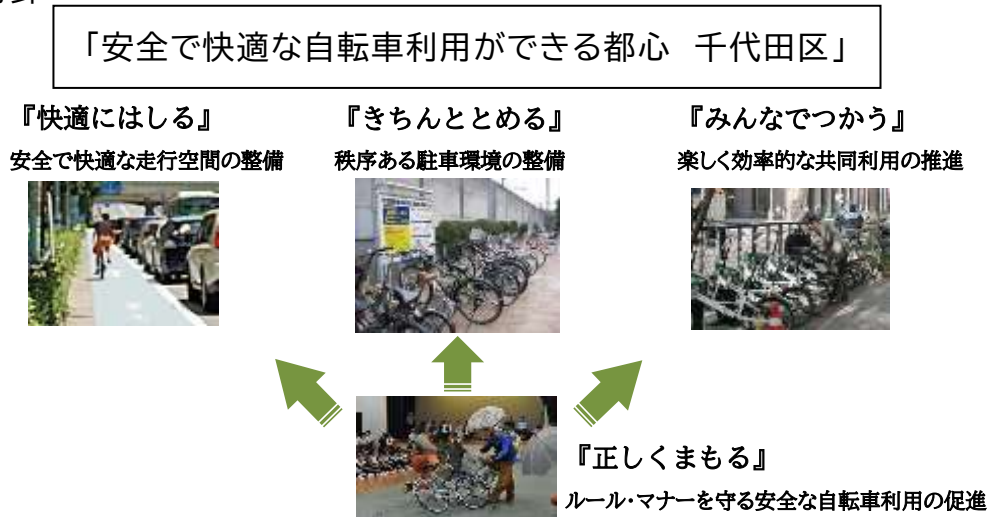 「安全で快適な自転車利用ができる都心 千代田区」
『快適にはしる』
安全で快適な走行空間の整備
『きちんととめる』
秩序ある駐車環境の整備
『みんなでつかう』
楽しく効率的な共同利用の推進
『正しくまもる』
ルール・マナーを守る安全な自転車利用の促進